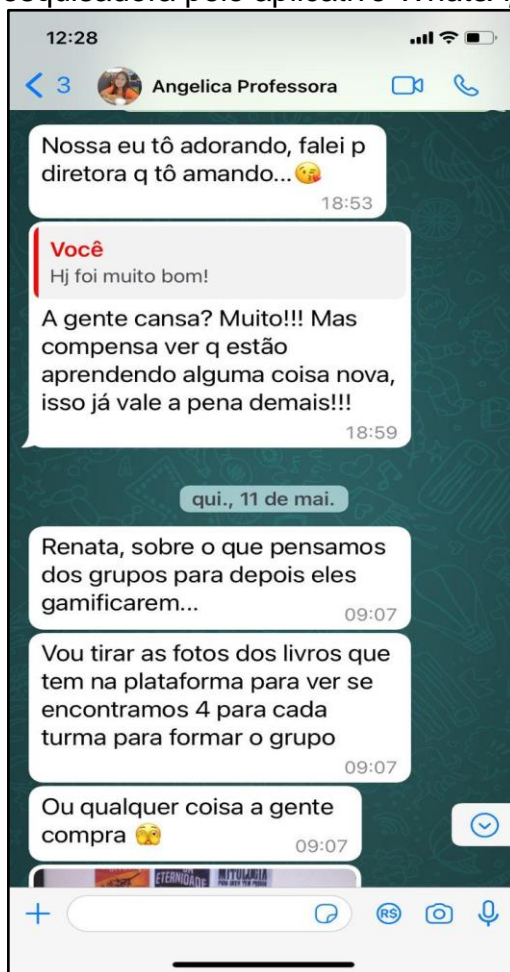 esquisadora pelo aplicativo
12:28
3
Angelica Professora
Nossa eu tô adorando, falei p
diretora q tô amando...😘
18:53
Você
Hj foi muito bom!
A gente cansa? Muito!!! Mas
compensa ver q estão
aprendendo alguma coisa nova,
isso já vale a pena demais!!!
18:59
qui., 11 de mai.
Renata, sobre o que pensamos
dos grupos para depois eles
gamificarem...
09:07
Vou tirar as fotos dos livros que
tem na plataforma para ver se
encontramos 4 para cada
turma para formar o grupo
09:07
Ou qualquer coisa a gente
compra 🫣
09:07
ETERNIDADE MITOLOGIA
R$